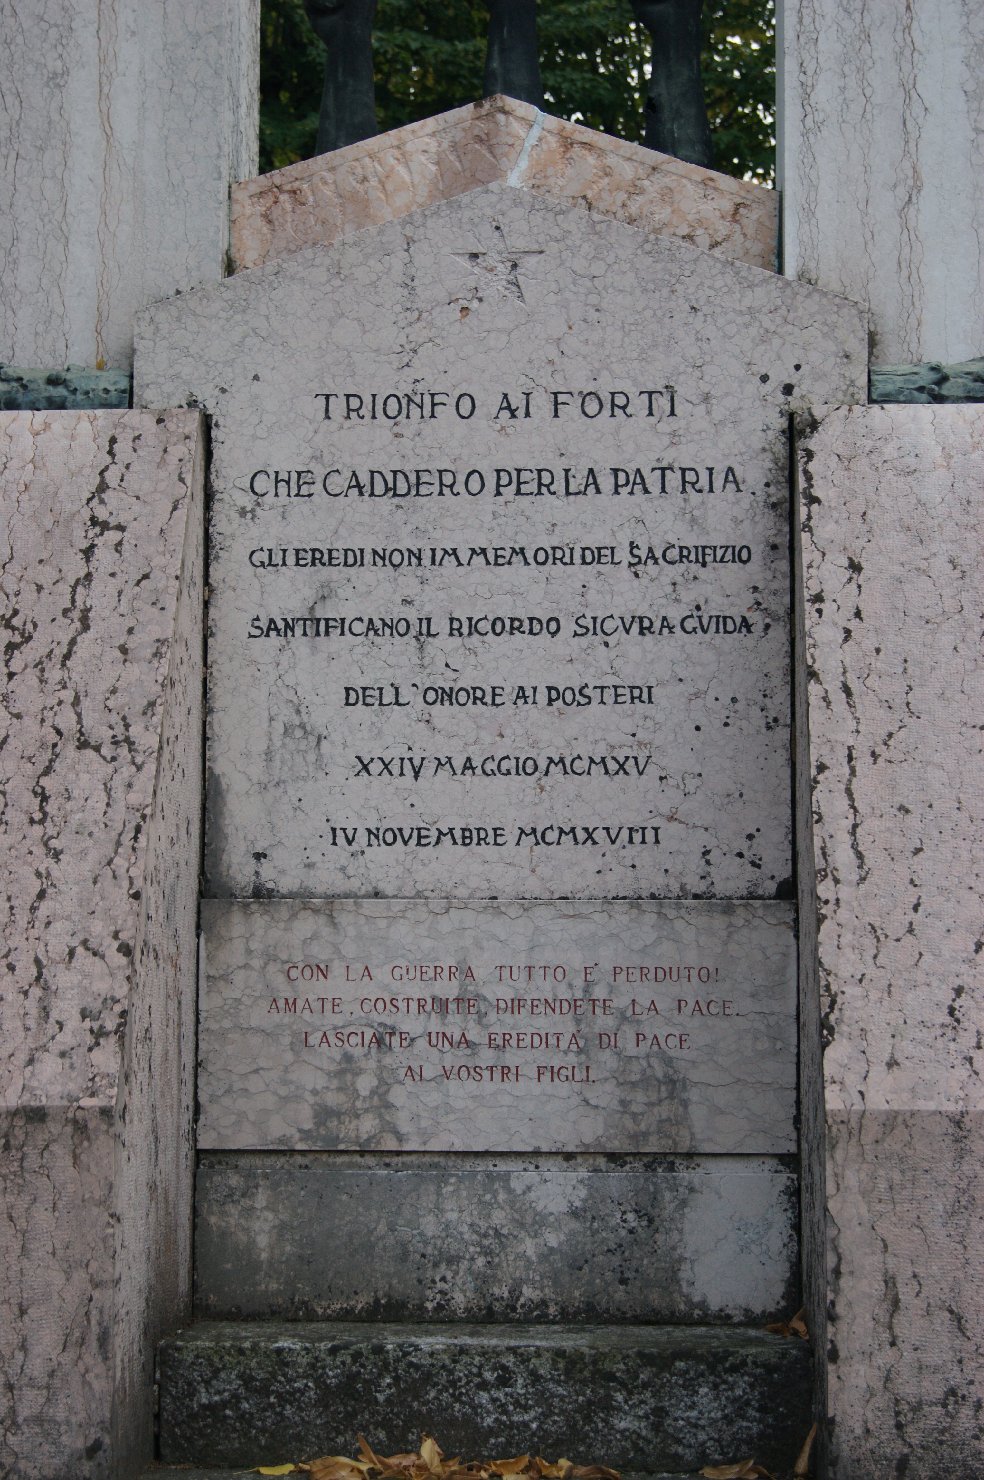 TRIONFO AI FORTI
CHE CADDERO PER LA PATRIA
GLI EREDI NON IMMEMORI DEL SACRIFIZIO
SANTIFICANO IL RICORDO SICVRA GVIDA
DELL'ONORE AI POSTERI
XXIV MAGGIO MCMXV
IV NOVEMBRE MCMXVIII
CON LA GUERRA TUTTO E' PERDUTO!
AMATE, COSTRUITE, DIFENDETE LA PACE.
LASCIATE UNA EREDITA' DI PACE
AI VOSTRI FIGLI.